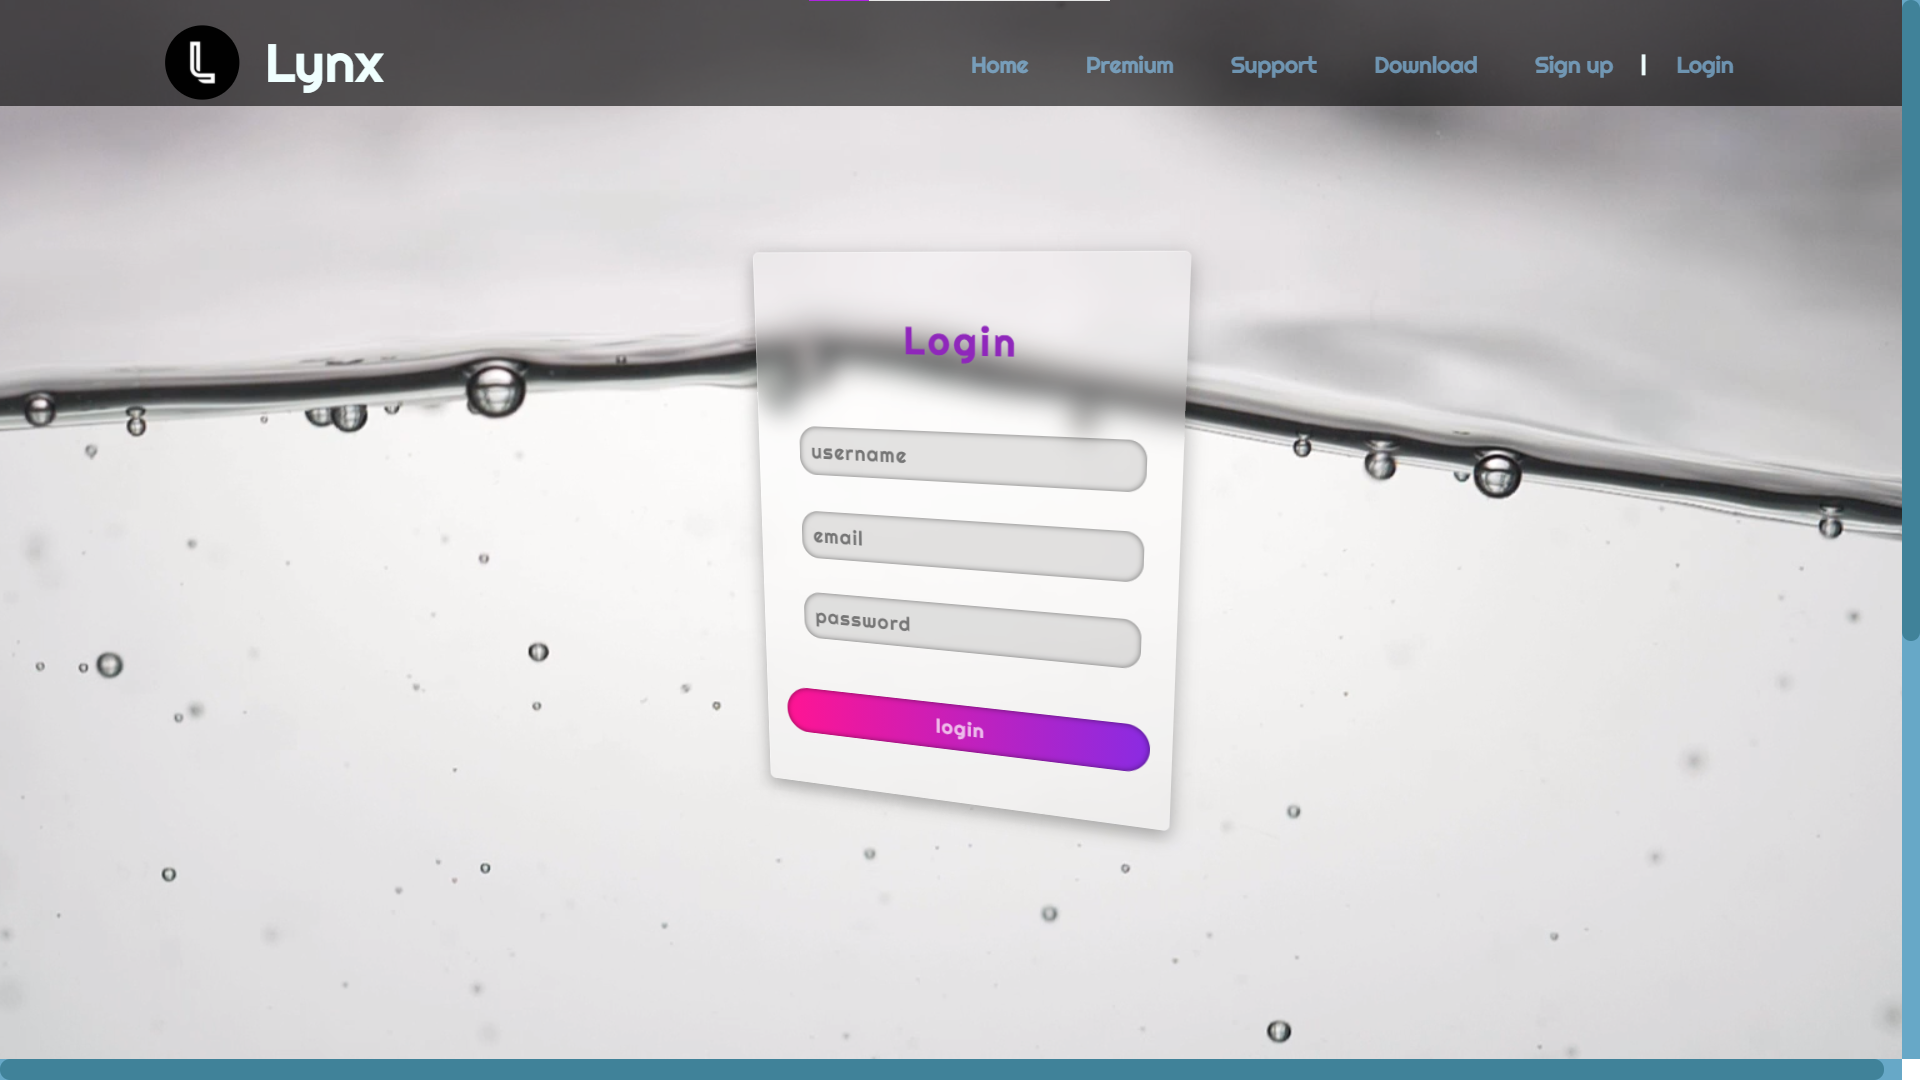 L Lynx
Home Premium Support Download Sign up | Login
Login
username
email
password
login